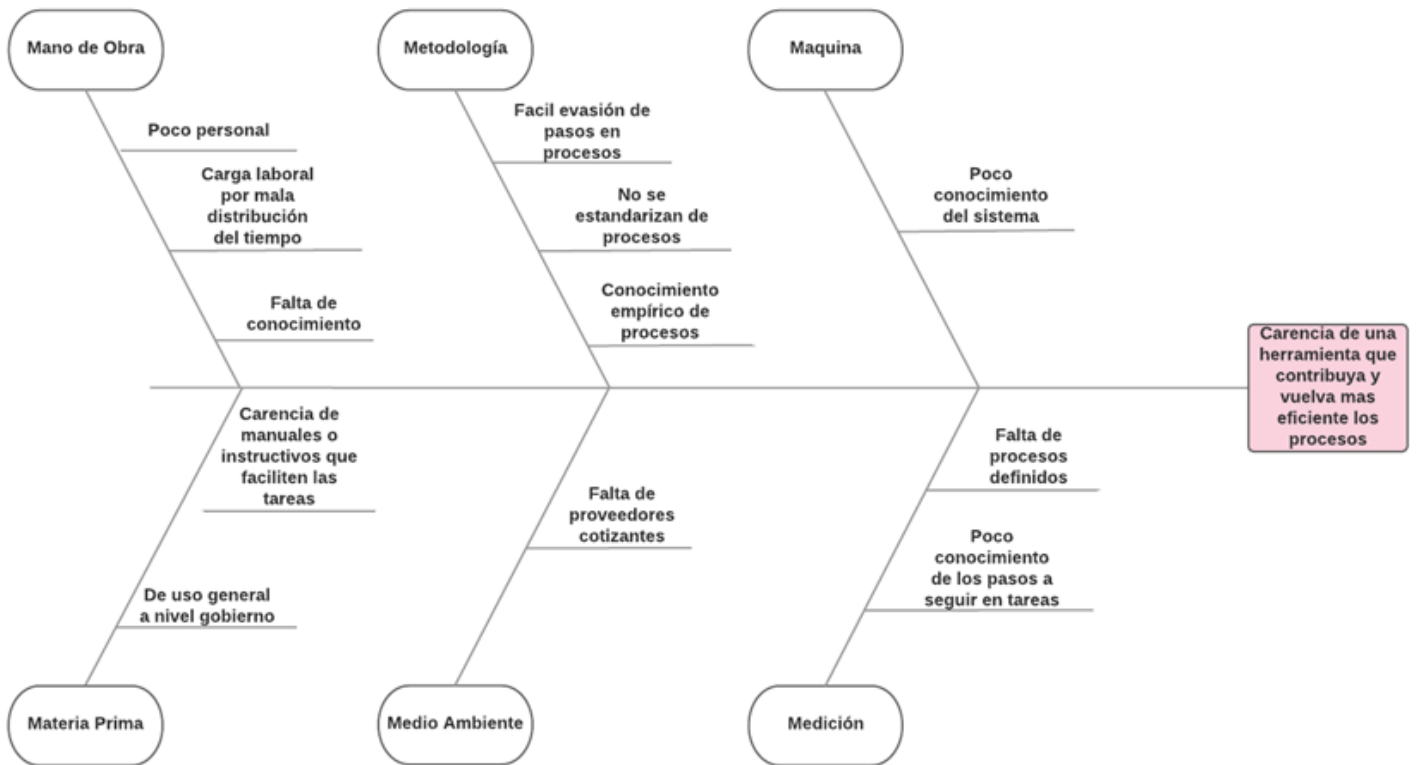 Mano de Obra
Metodología
Maquina
Poco personal
Carga laboral
por mala
distribución
del tiempo
Falta de
conocimiento
Facil evasión de
pasos en
procesos
No se
estandarizan de
procesos
Conocimiento
empírico de
procesos
Poco
conocimiento
del sistema
Carencia de una
herramienta que
contribuya y
vuelva mas
eficiente los
procesos
Carencia de
manuales o
instructivos que
faciliten las
tareas
De uso general
a nivel gobierno
Falta de
proveedores
cotizantes
Falta de
procesos
definidos
Poco
conocimiento
de los pasos a
seguir en tareas
Materia Prima
Medio Ambiente
Medición